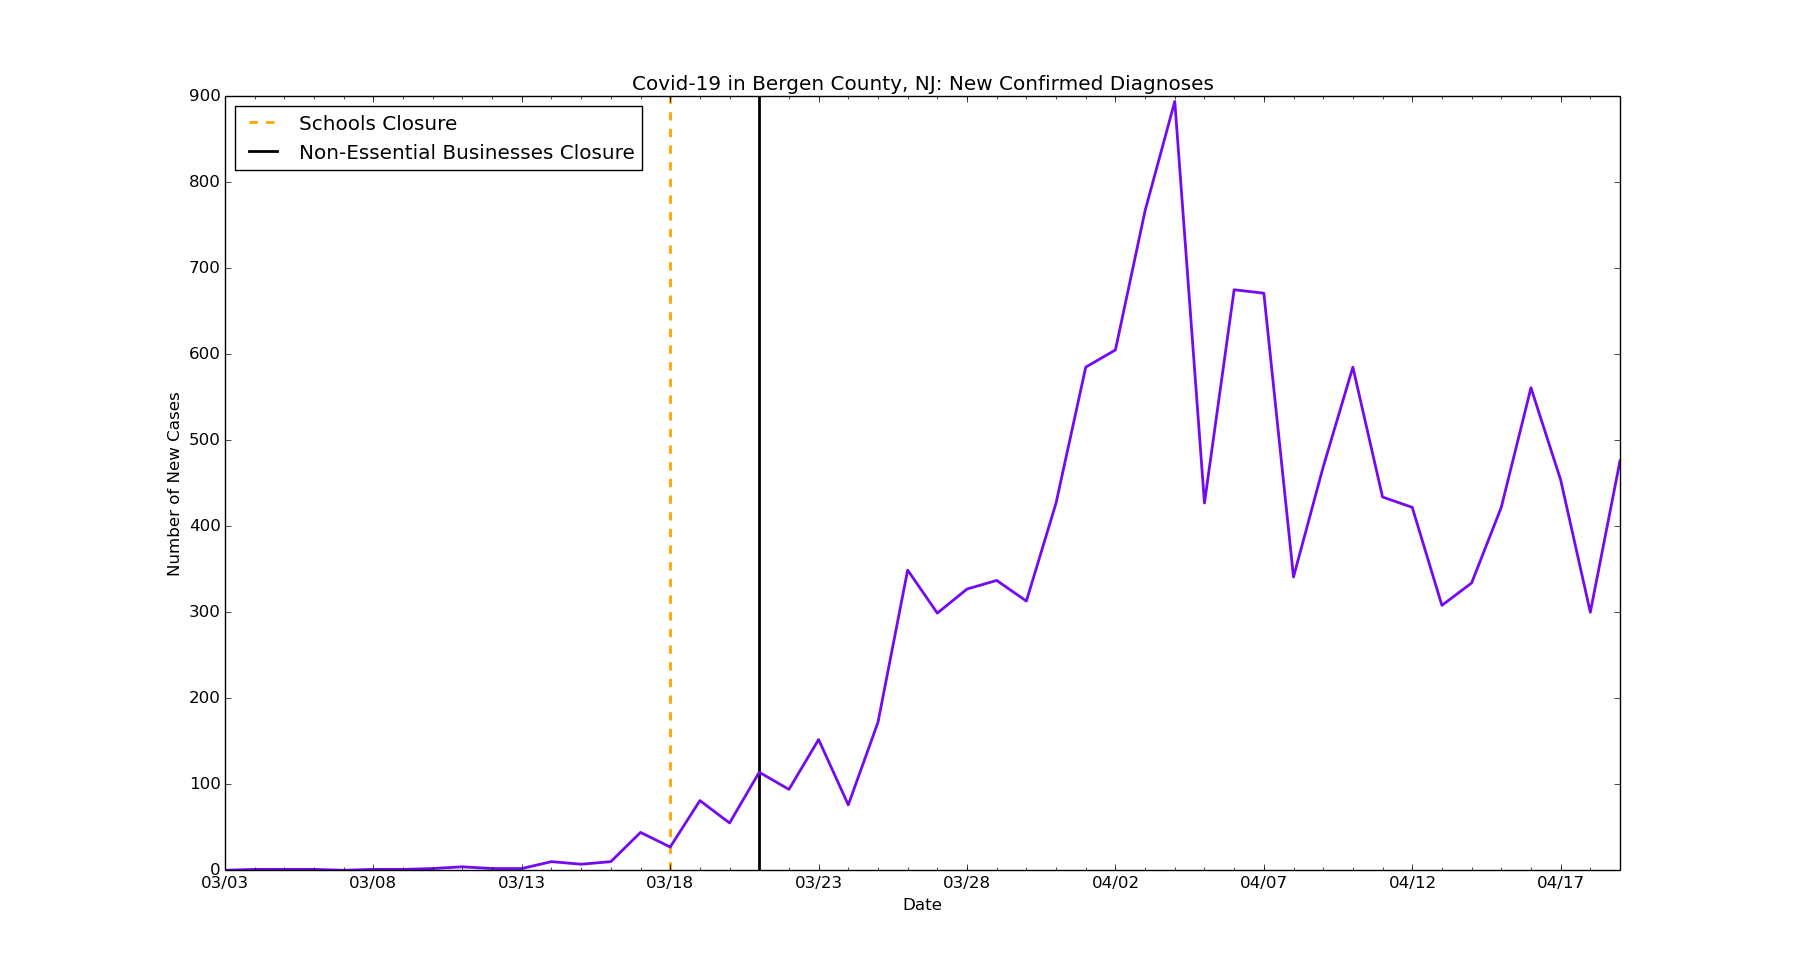 Covid-19 in Bergen County, NJ: New Confirmed Diagnoses
Schools Closure
Non-Essential Businesses Closure
900
800
700
600
500
400
300
200
100
0
Number of New Cases
03/03 03/08 03/13 03/18 03/23 03/28 04/02 04/07 04/12 04/17
Date